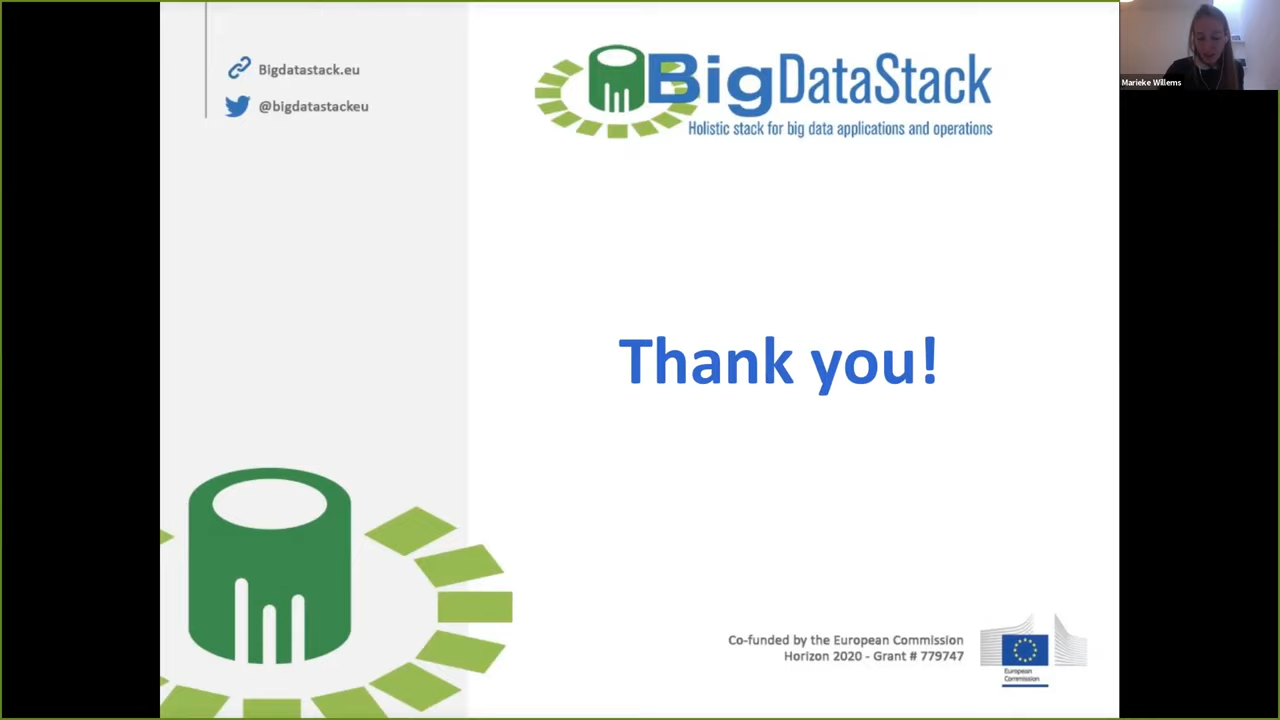 Bigdatastack.eu
@bigdatastackeu
BigDataStack
Holistic stack for big data applications and operations
Marieke Willems
Thank you!
Co-funded by the European Commission
Horizon 2020 - Grant # 779747
European
Commission